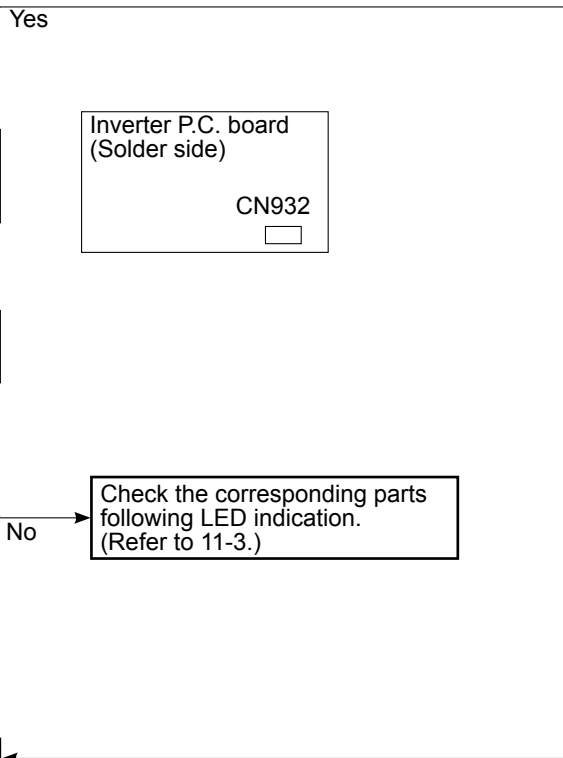 Yes
Inverter P.C. board
(Solder side)
CN932
Check the corresponding parts
following LED indication.
(Refer to 11-3.)
No